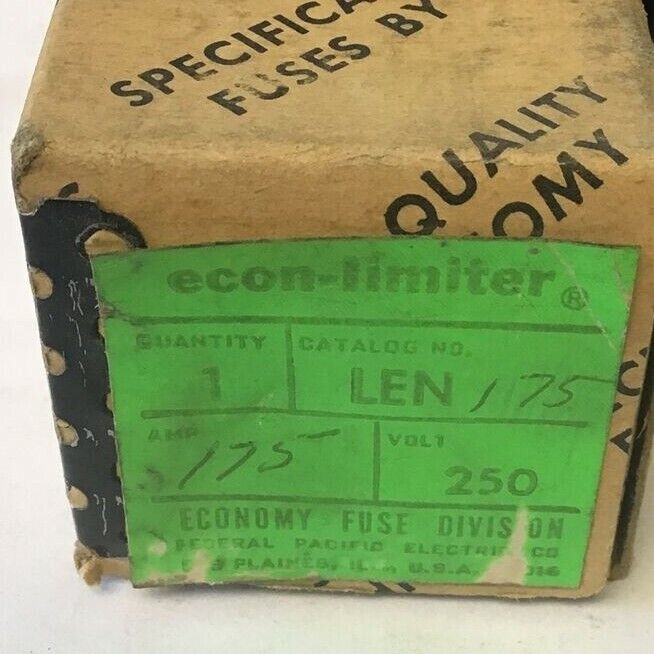 SPECIFICA
FUSES BY
QUALITY
OMY
econ-limiter®
QUANTITY
CATALOG NO.
1
LEN 175
AMP
VOLT
175
250
ECONOMY FUSE DIVISION
FEDERAL PACIFIC ELECTRIC CO
PLAINES, IL. U.S.A.